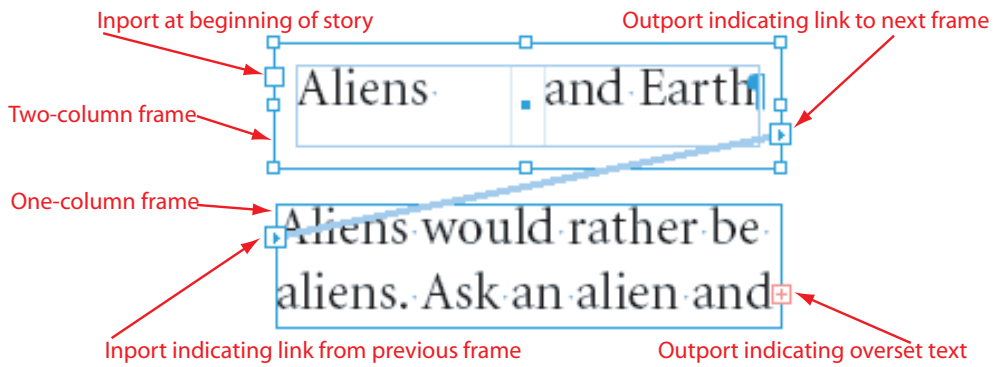 Inport at beginning of story
Outport indicating link to next frame
Aliens and Earth¶
Two-column frame
One-column frame
Aliens would rather be
aliens. Ask an alien and
Inport indicating link from previous frame
Outport indicating overset text